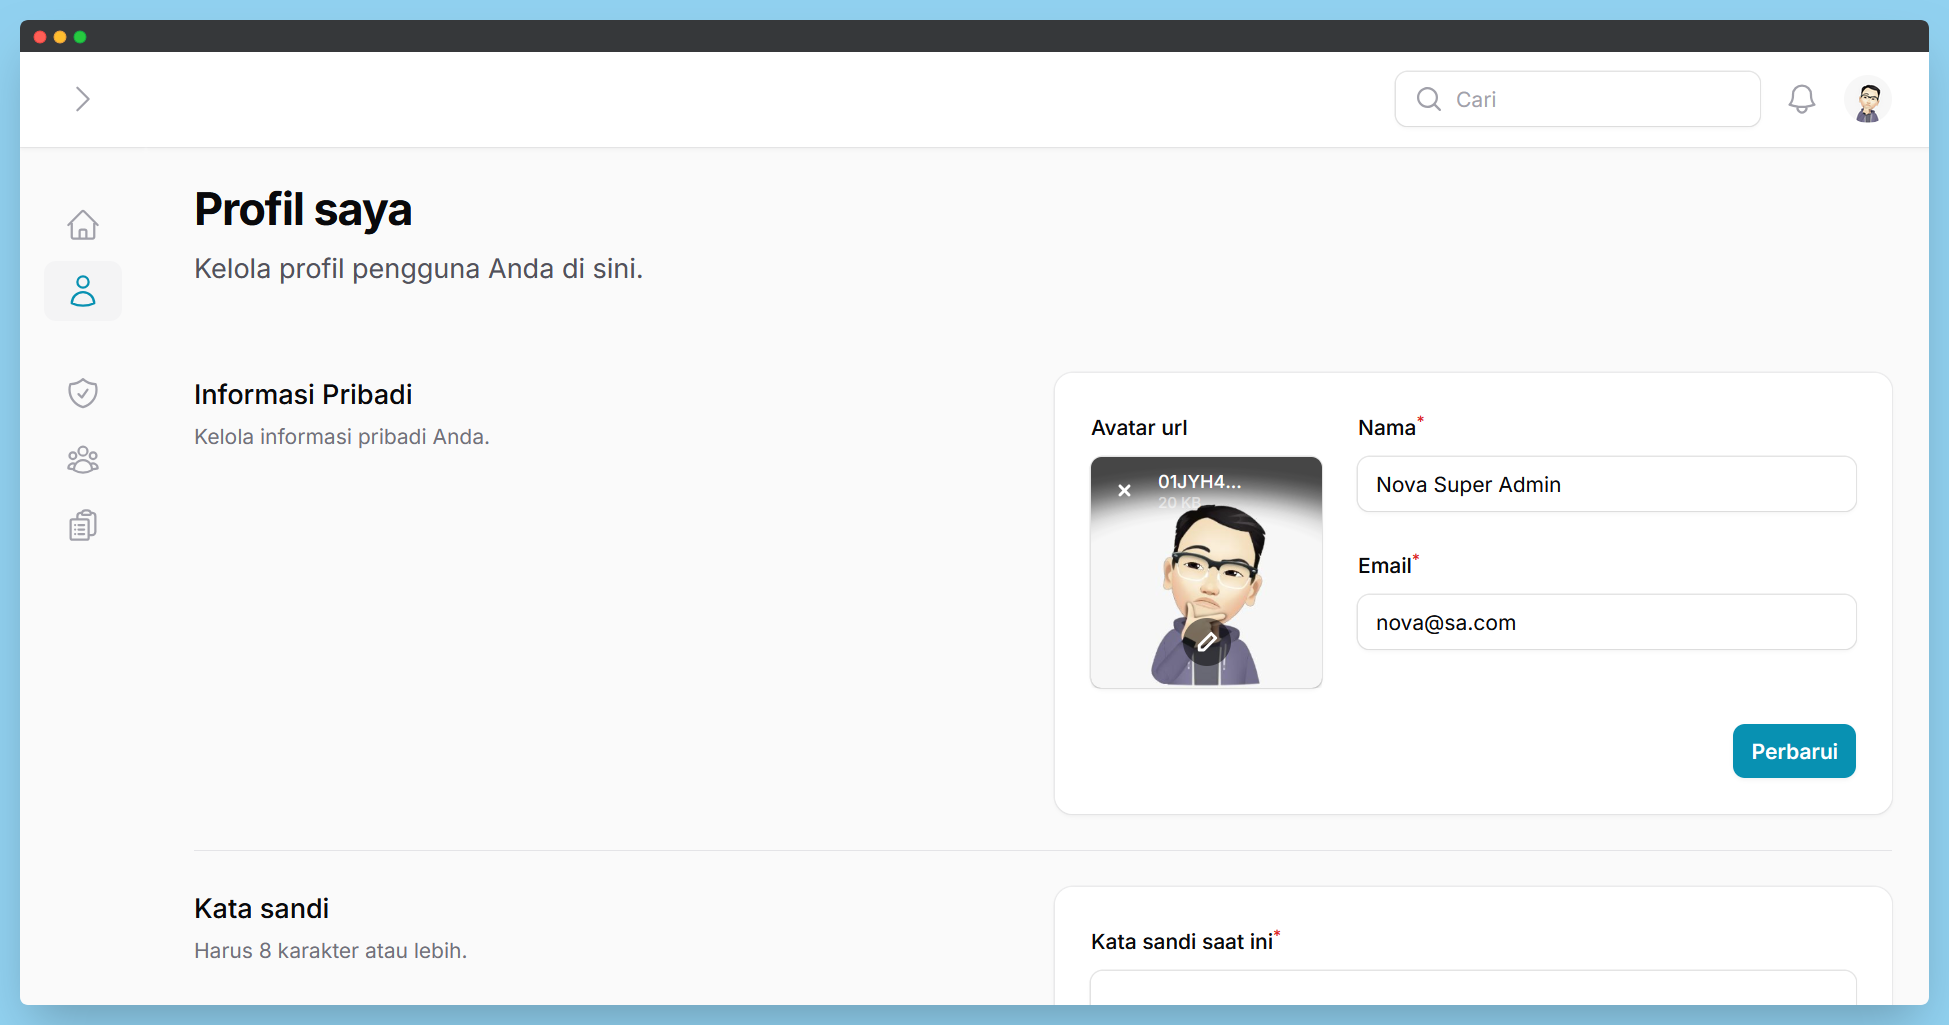 Cari
Profil saya
Kelola profil pengguna Anda di sini.
Informasi Pribadi
Kelola informasi pribadi Anda.
Avatar url
01JYH4...
20 KB
Nama*
Nova Super Admin
Email*
nova@sa.com
Perbarui
Kata sandi
Harus 8 karakter atau lebih.
Kata sandi saat ini*